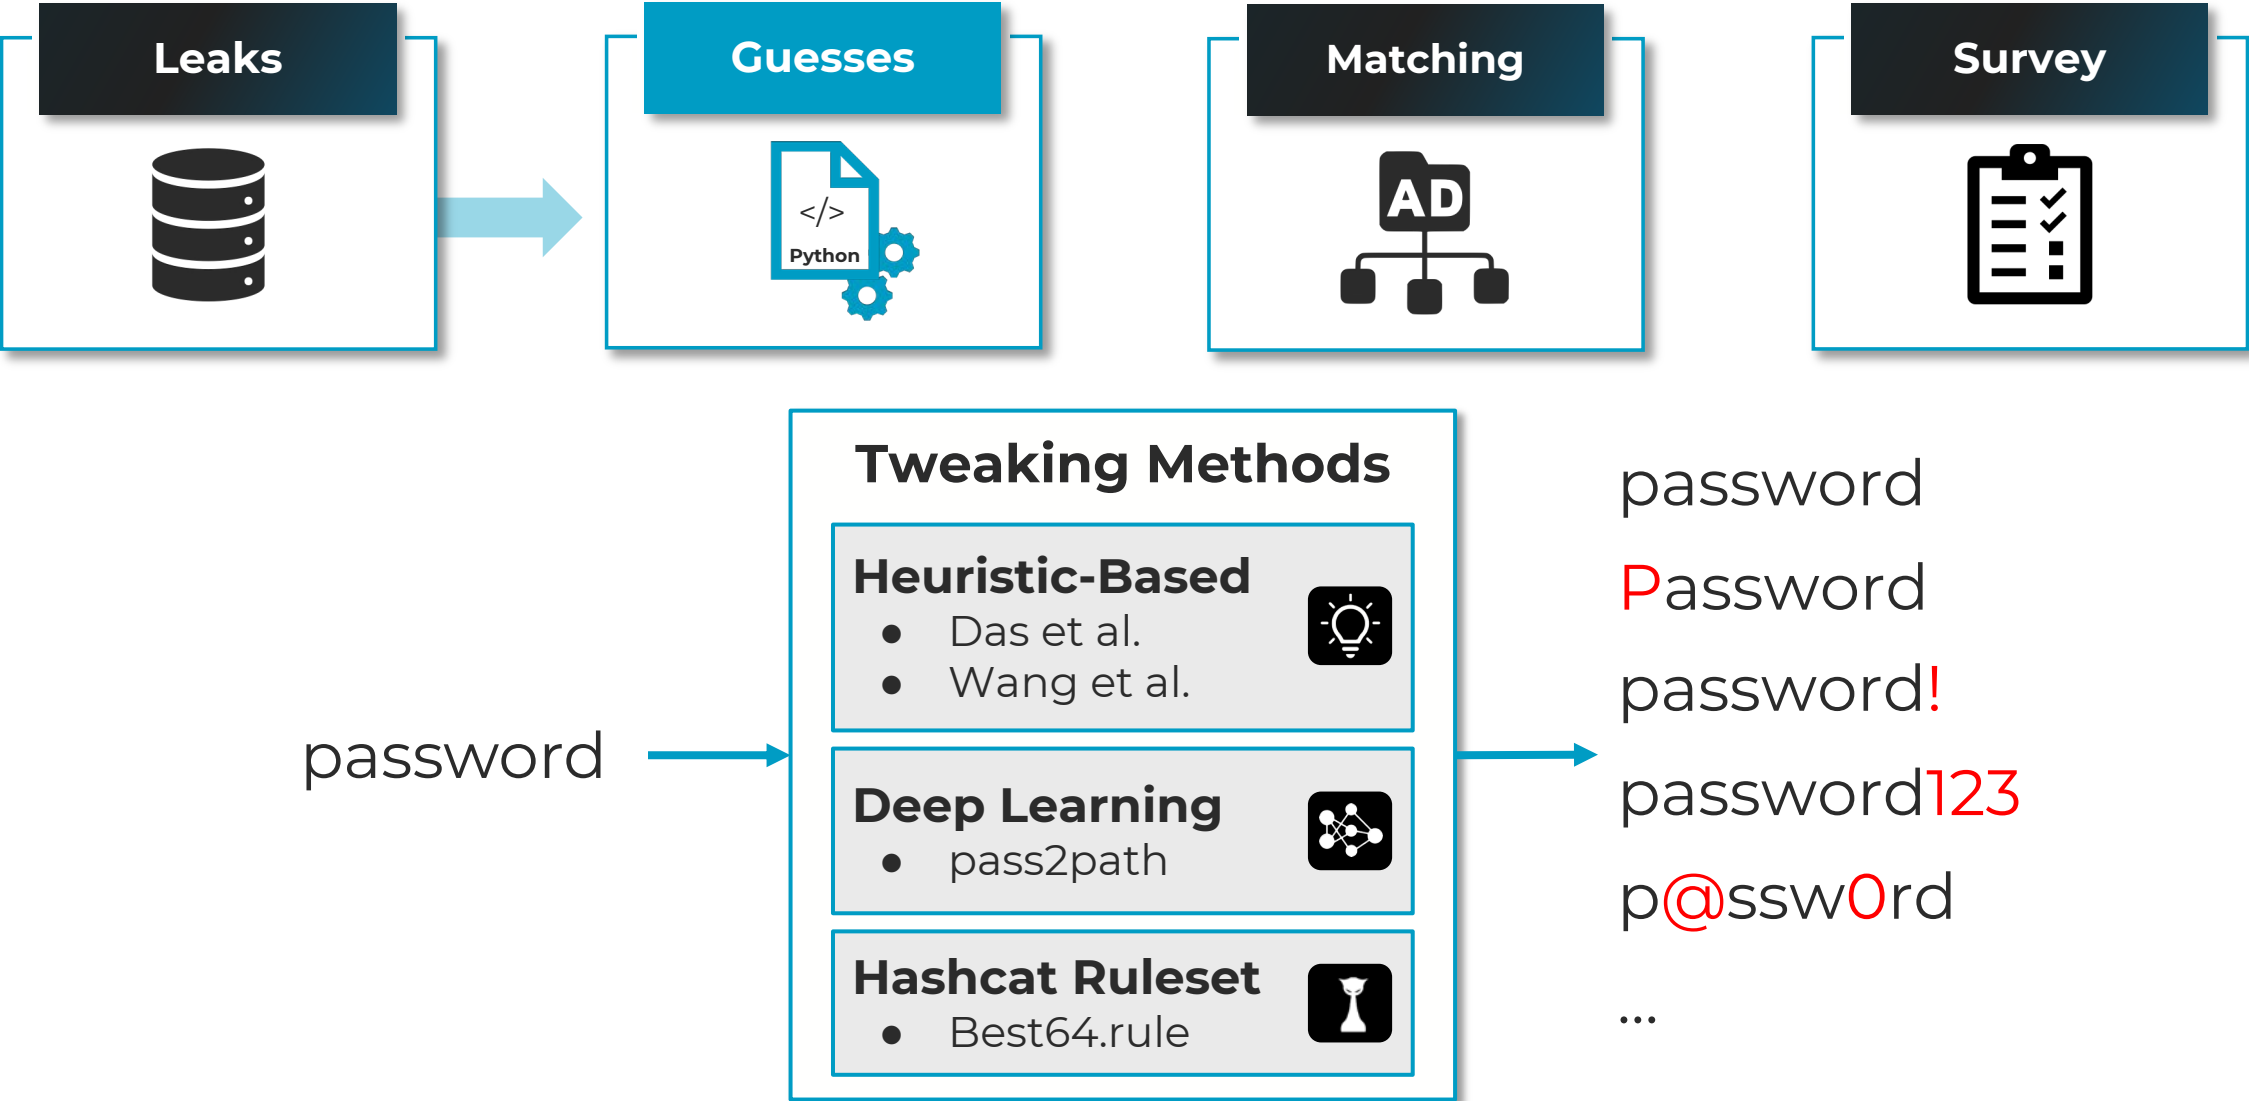 Leaks
Guesses
Matching
Survey
</>
Python
AD
Tweaking Methods
Heuristic-Based
● Das et al.
● Wang et al.
Deep Learning
● pass2path
Hashcat Ruleset
● Best64.rule
password
password
Password
password!
password123
p@ssw0rd
...